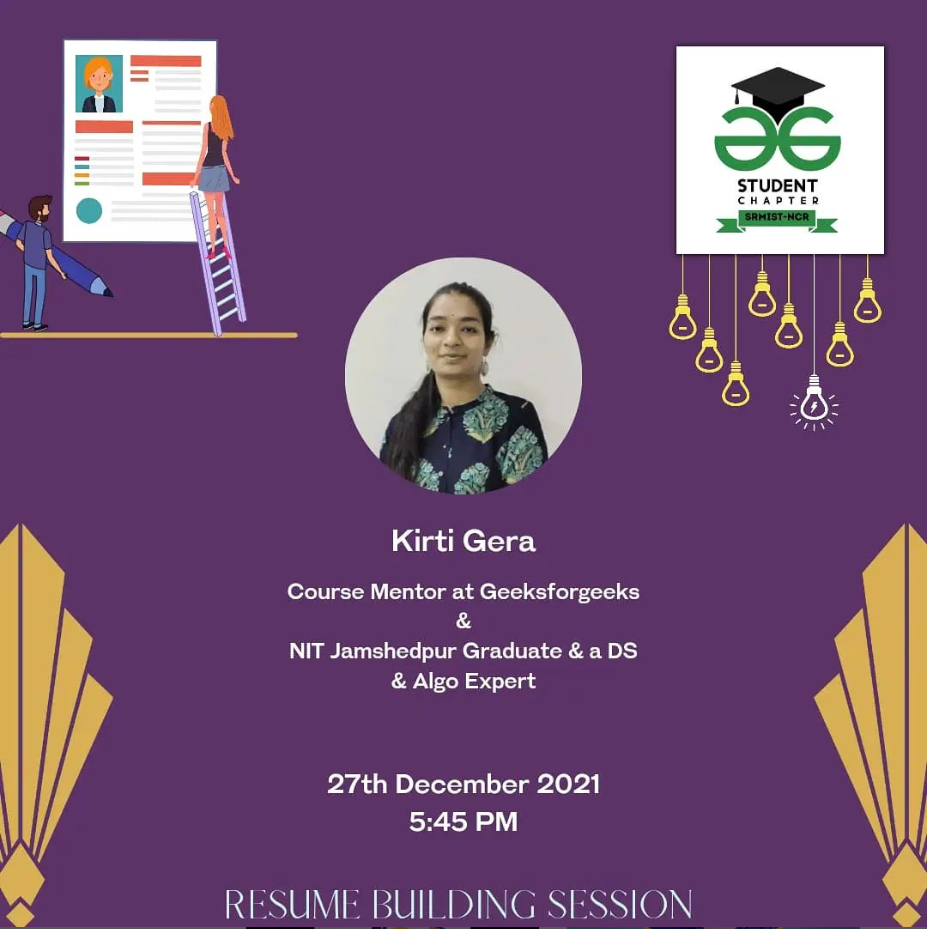 STUDENT
CHAPTER
SRMIST-NCR
Kirti Gera
Course Mentor at Geeksforgeeks
&
NIT Jamshedpur Graduate & a DS
& Algo Expert
27th December 2021
5:45 PM
RESUME BUILDING SESSION